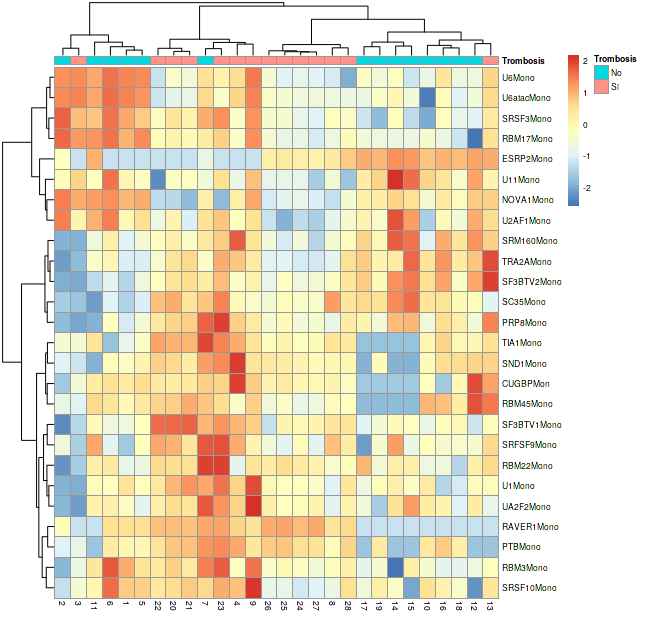 Trombosis
U6Mono
U6atacMono
SRSF3Mono
RBM17Mono
ESRP2Mono
U11Mono
NOVA1Mono
U2AF1Mono
SRM160Mono
TRA2AMono
SF3BTV2Mono
SC35Mono
PRP8Mono
TIA1Mono
SND1Mono
CUGBPMon
RBM45Mono
SF3BTV1Mono
SRFSF9Mono
RBM22Mono
U1Mono
UA2F2Mono
RAVER1Mono
PTBMono
RBM3Mono
SRSF10Mono
2 3 11 6 1 5 22 20 21 7 23 4 9 26 25 24 27 8 28 17 19 14 15 10 16 18 12 13
2
1
0
-1
-2
Trombosis
No
SI